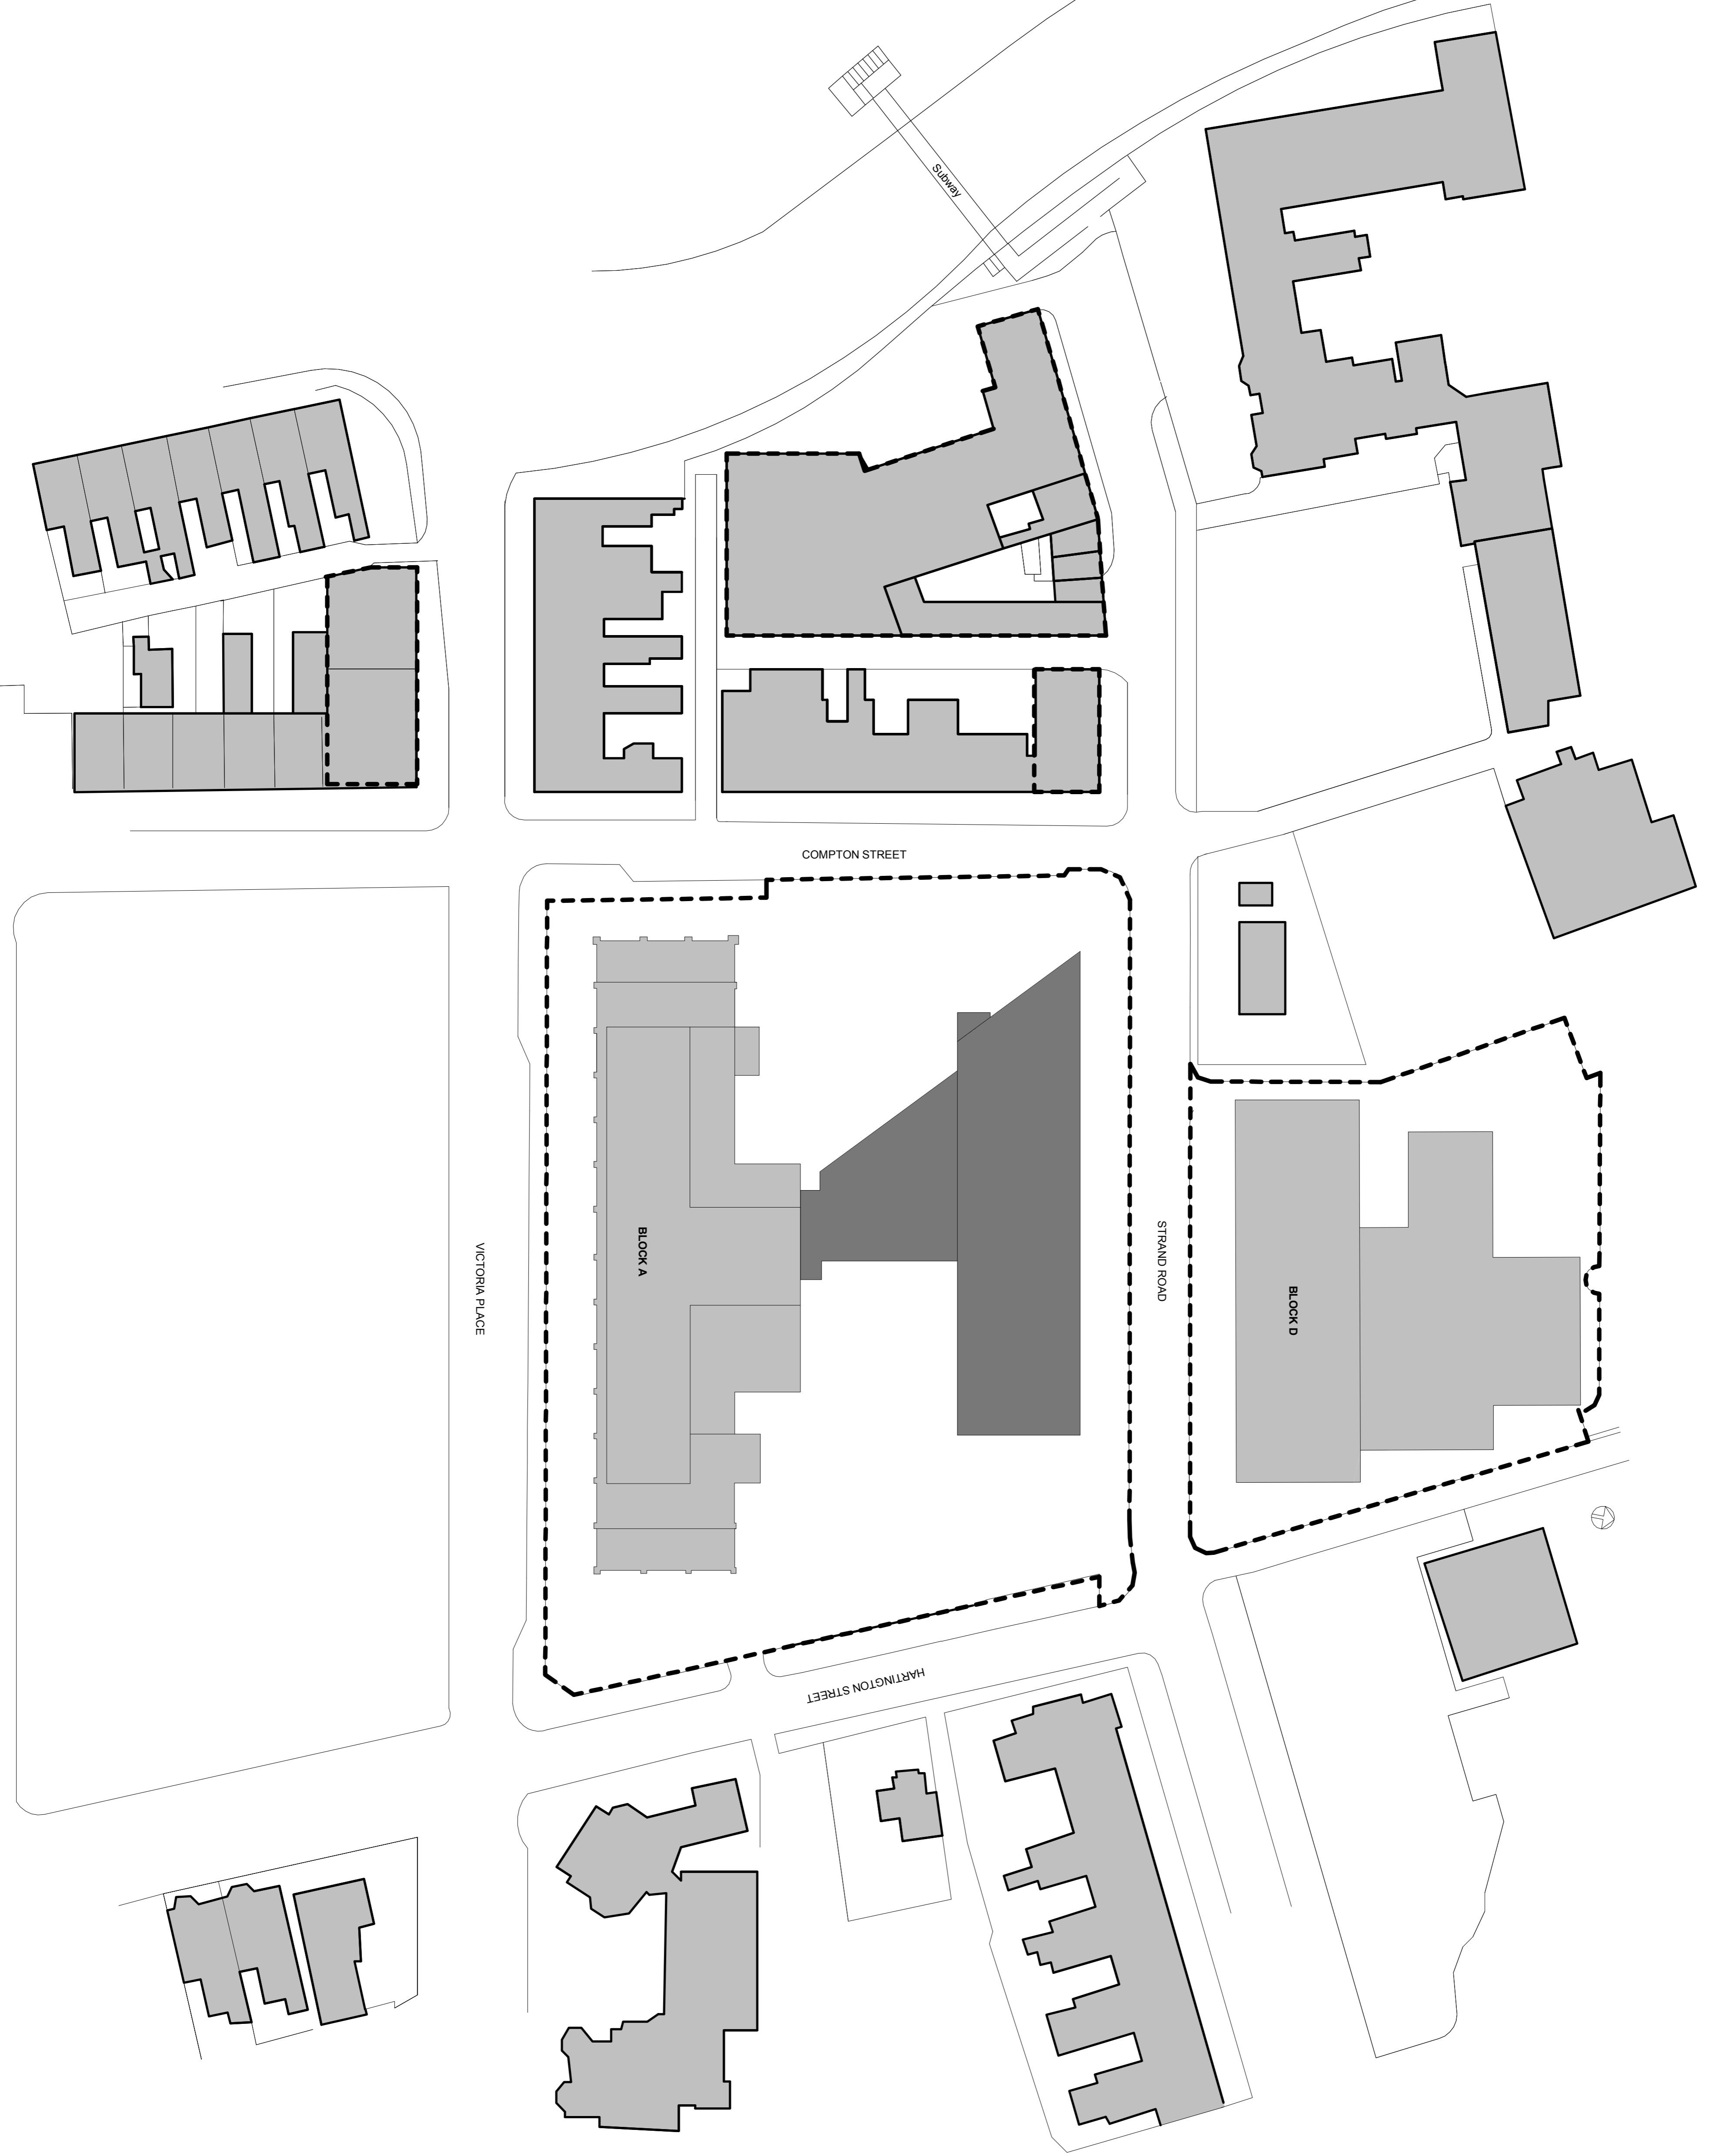 Subway
COMPTON STREET
BLOCK A
VICTORIA PLACE
STRAND ROAD
BLOCK D
HARTINGTON STREET